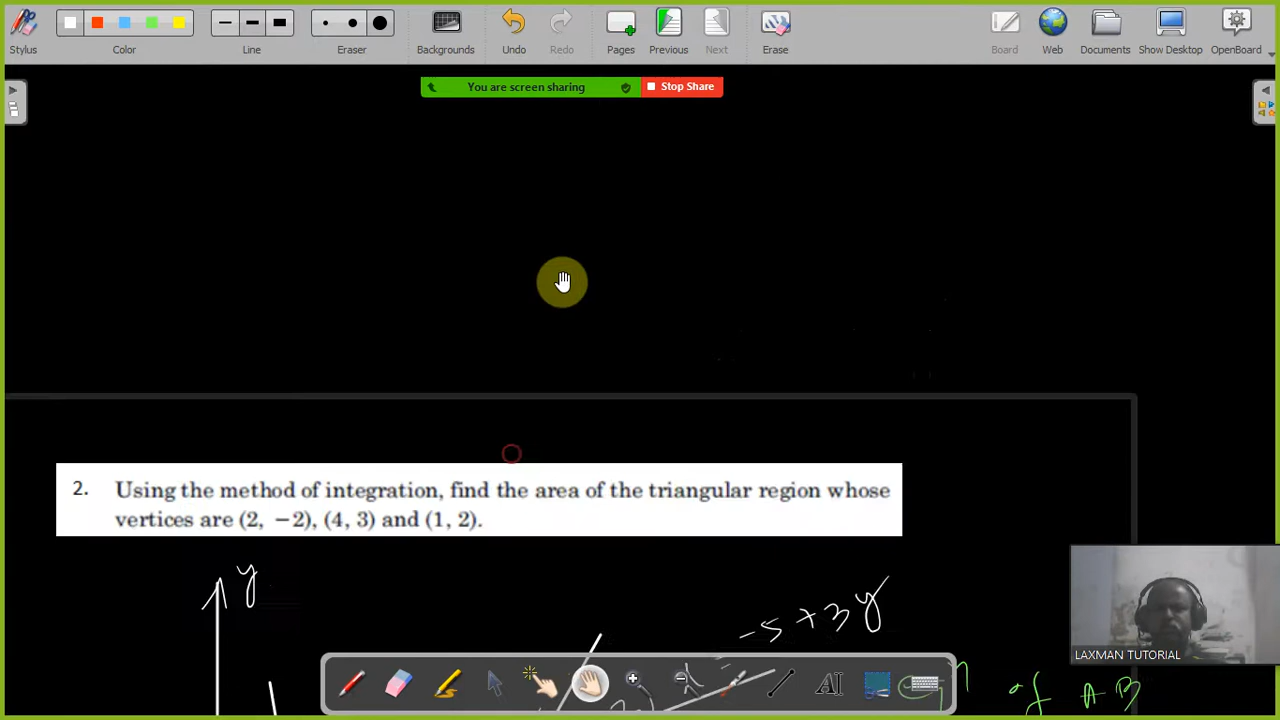 Stylus Color Line Eraser Backgrounds Undo Redo Pages Previous Next Erase Board Web Documents Show Desktop OpenBoard
You are screen sharing Stop Share
2. Using the method of integration, find the area of the triangular region whose
vertices are (2, −2), (4, 3) and (1, 2).
y
-5 + 3y
of AB
LAXMAN TUTORIAL